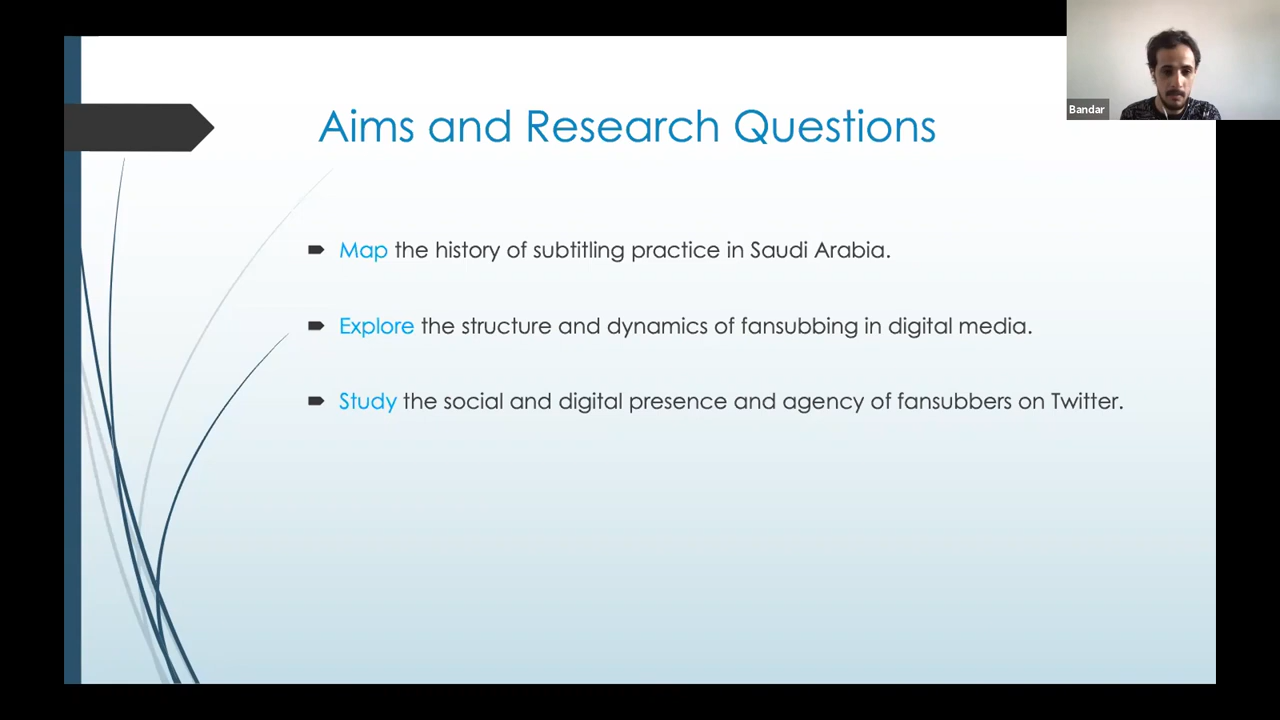 Bandar
Aims and Research Questions
Map the history of subtitling practice in Saudi Arabia.
Explore the structure and dynamics of fansubbing in digital media.
Study the social and digital presence and agency of fansubbers on Twitter.